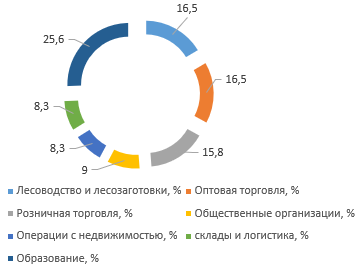 16,5
25,6
16,5
8,3
8,3
15,8
9
Лесоводство и лесозаготовки, % Оптовая торговля, %
Розничная торговля, % Общественные организации, %
Операции с недвижимостью, % склады и логистика, %
Образование, %